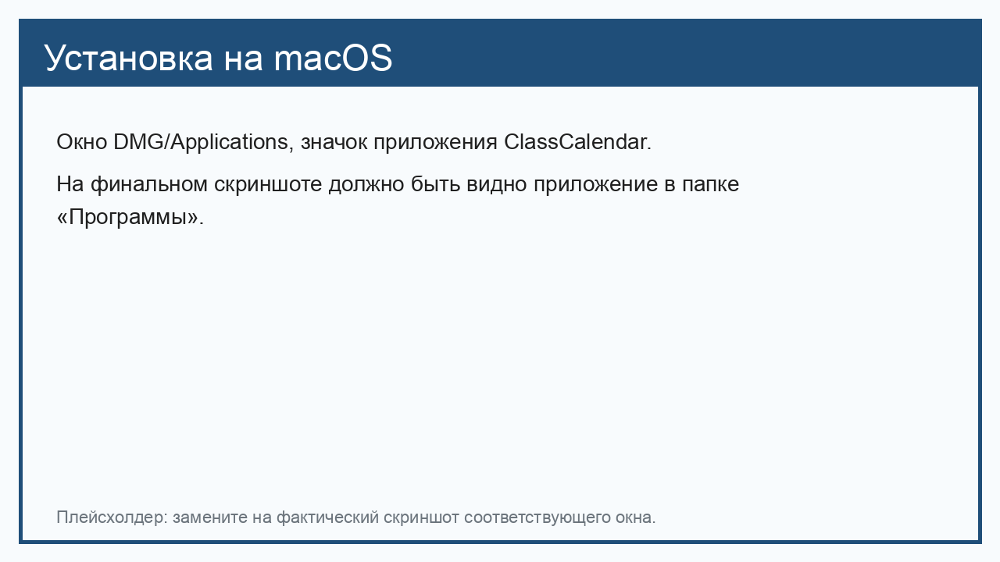 Установка на macOS
Окно DMG/Applications, значок приложения ClassCalendar.
На финальном скриншоте должно быть видно приложение в папке
«Программы».
Плейсхолдер: замените на фактический скриншот соответствующего окна.